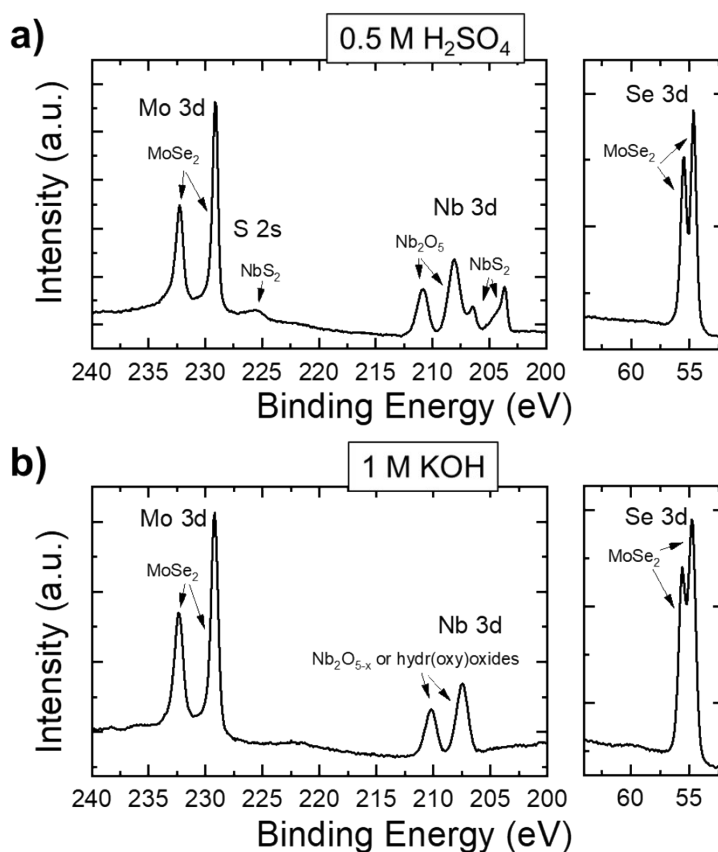 a)
0.5 M H₂SO₄
Intensity (a.u.)
Mo 3d
MoSe₂
S 2s
NbS₂
Nb 3d
Nb₂O₅
NbS₂
240 235 230 225 220 215 210 205 200
Binding Energy (eV)
Se 3d
MoSe₂
60 55
b)
1 M KOH
Intensity (a.u.)
Mo 3d
MoSe₂
Nb 3d
Nb₂O₅₋ₓ or hydr(oxy)oxides
240 235 230 225 220 215 210 205 200
Binding Energy (eV)
Se 3d
MoSe₂
60 55